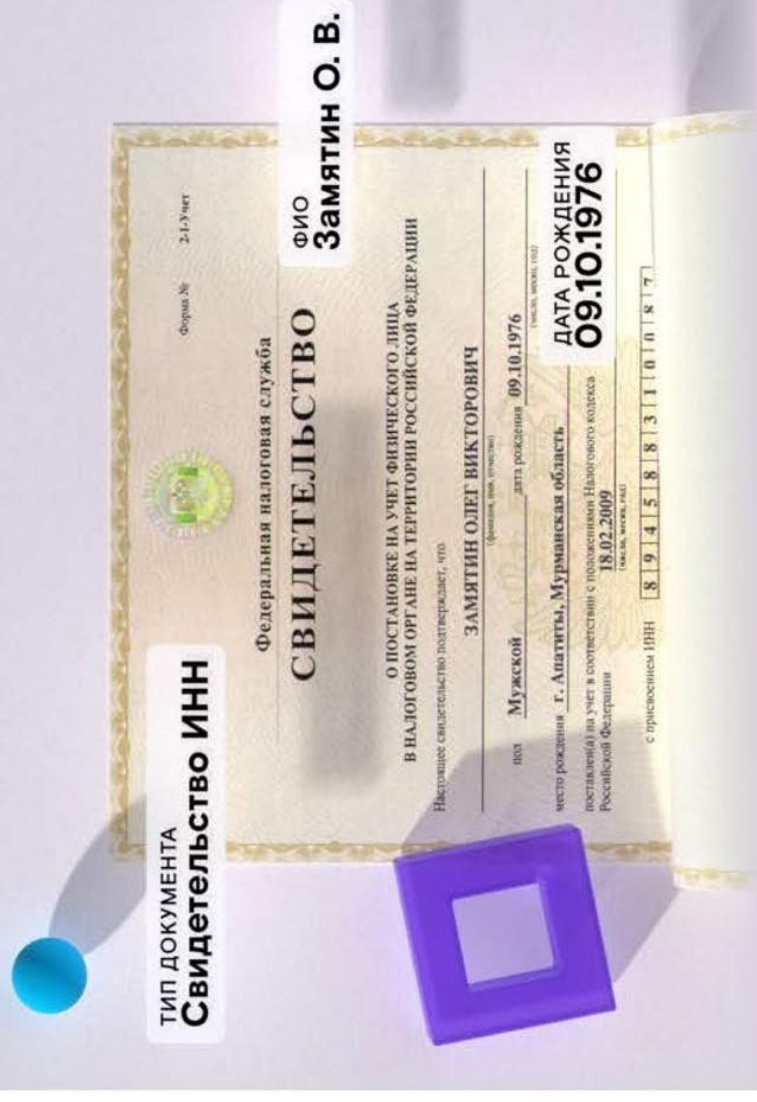 ТИП ДОКУМЕНТА
Свидетельство ИНН
Форма № 2-1-Учет
Федеральная налоговая служба
СВИДЕТЕЛЬСТВО
ФИО
Замятин О. В.
О ПОСТАНОВКЕ НА УЧЕТ ФИЗИЧЕСКОГО ЛИЦА
В НАЛОГОВОМ ОРГАНЕ НА ТЕРРИТОРИИ РОССИЙСКОЙ ФЕДЕРАЦИИ
Настоящее свидетельство подтверждает, что
ЗАМЯТИН ОЛЕГ ВИКТОРОВИЧ
(фамилия, имя, отчество)
пол Мужской дата рождения 09.10.1976
(число, месяц, год)
место рождения г. Апатиты, Мурманская область
ДАТА РОЖДЕНИЯ
09.10.1976
поставлен(а) на учет в соответствии с положениями Налогового кодекса
Российской Федерации 18.02.2009
(число, месяц, год)
с присвоением ИНН 8 9 4 5 8 8 3 1 0 0 8 7